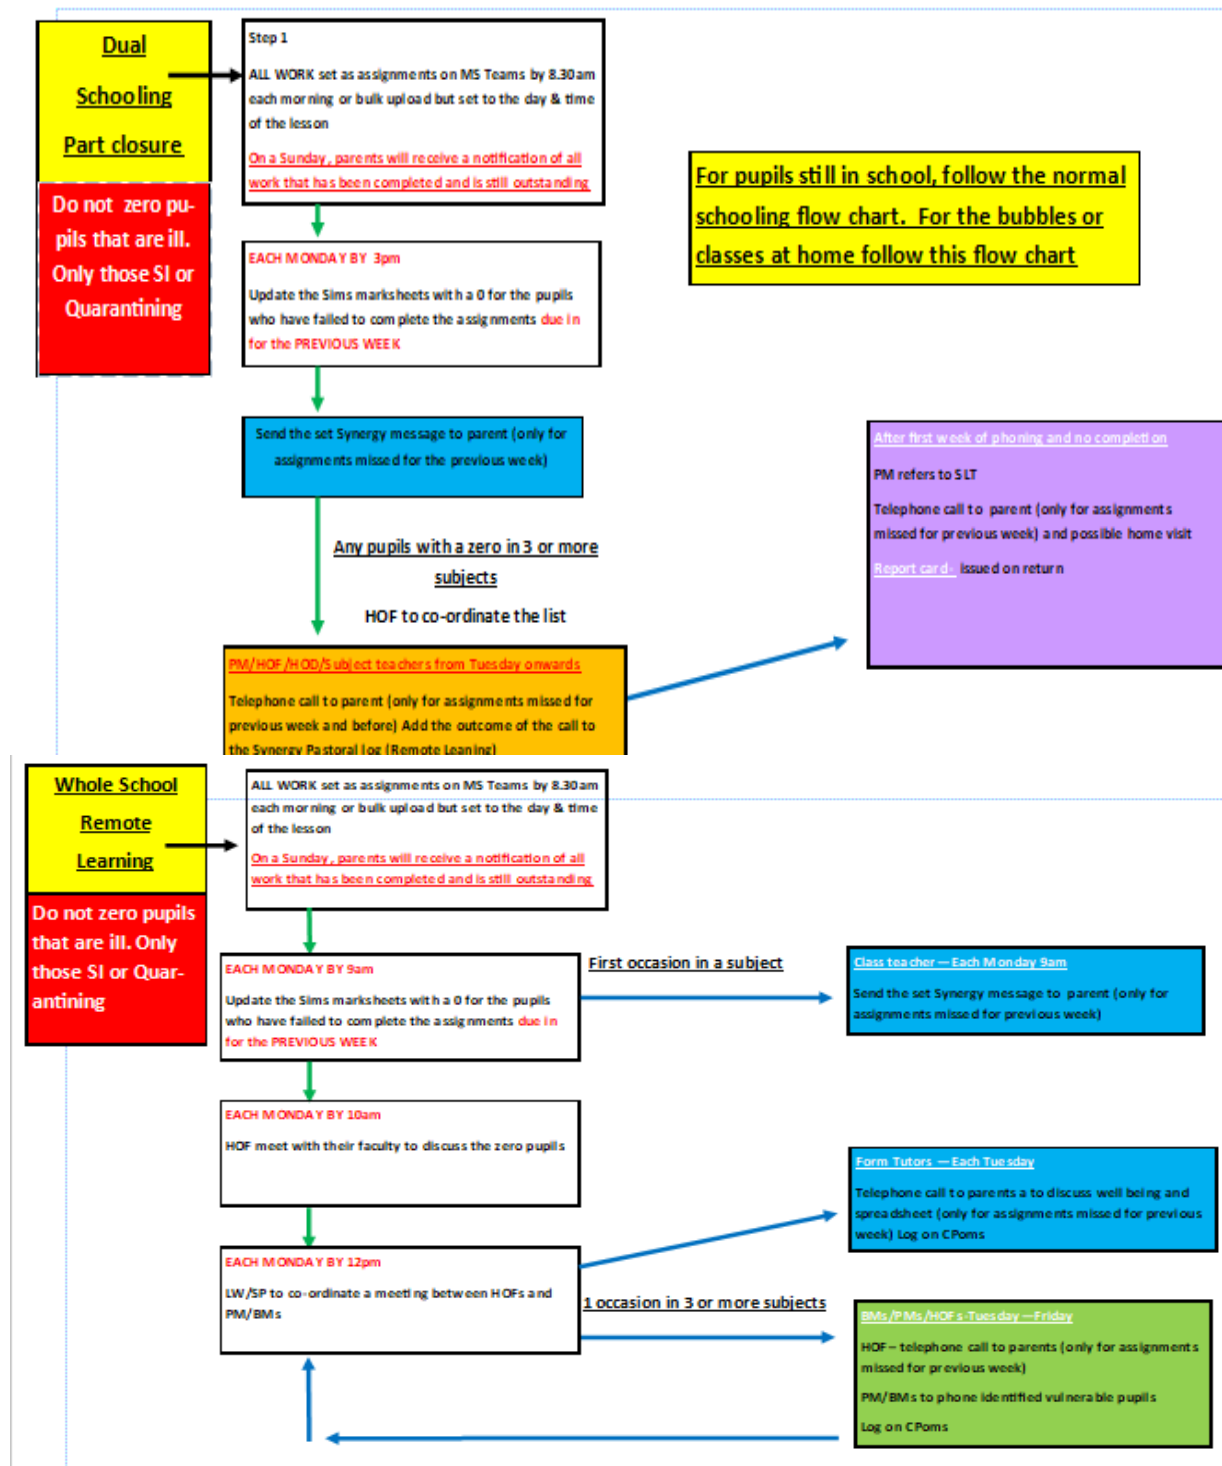 Dual
Schooling
Part closure
Do not zero pu-
pils that are ill.
Only those SI or
Quarantining
Step 1
ALL WORK set as assignments on MS Teams by 8.30am
each morning or bulk upload but set to the day & time
of the lesson
On a Sunday, parents will receive a notification of all
work that has been completed and is still outstanding
For pupils still in school, follow the normal
schooling flow chart. For the bubbles or
classes at home follow this flow chart
EACH MONDAY BY 3pm
Update the Sims marksheets with a 0 for the pupils
who have failed to complete the assignments due in
for the PREVIOUS WEEK
Send the set Synergy message to parent (only for
assignments missed for the previous week)
Any pupils with a zero in 3 or more
subjects
HOF to co-ordinate the list
After first week of phoning and no completion
PM refers to SLT
Telephone call to parent (only for assignments
missed for previous week) and possible home visit
Report card- issued on return
PM/HOF/HOD/Subject teachers from Tuesday onwards
Telephone call to parent (only for assignments missed for
previous week and before) Add the outcome of the call to
the Synergy Pastoral log (Remote Leaning)
Whole School
Remote
Learning
Do not zero pupils
that are ill. Only
those SI or Quar-
antining
ALL WORK set as assignments on MS Teams by 8.30am
each morning or bulk upload but set to the day & time
of the lesson
On a Sunday, parents will receive a notification of all
work that has been completed and is still outstanding
EACH MONDAY BY 9am
Update the Sims marksheets with a 0 for the pupils
who have failed to complete the assignments due in
for the PREVIOUS WEEK
First occasion in a subject
Class teacher — Each Monday 9am
Send the set Synergy message to parent (only for
assignments missed for previous week)
EACH MONDAY BY 10am
HOF meet with their faculty to discuss the zero pupils
Form Tutors — Each Tuesday
Telephone call to parents a to discuss well being and
spreadsheet (only for assignments missed for previous
week) Log on CPoms
EACH MONDAY BY 12pm
LW/SP to co-ordinate a meeting between HOFs and
PM/BMs
1 occasion in 3 or more subjects
BMs/PMs/HOFs-Tuesday —Friday
HOF – telephone call to parents (only for assignments
missed for previous week)
PM/BMs to phone identified vulnerable pupils
Log on CPoms